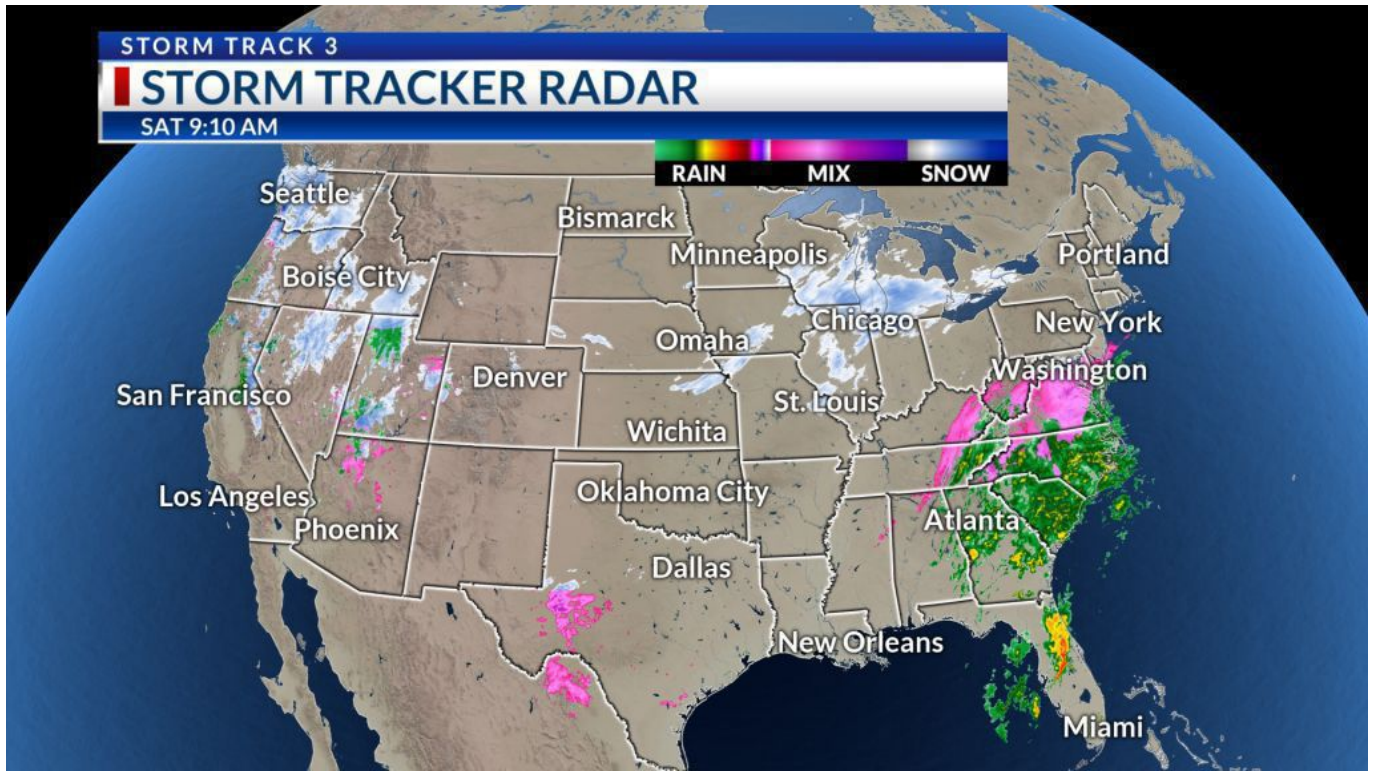 STORM TRACK 3
STORM TRACKER RADAR
SAT 9:10 AM
RAIN MIX SNOW
Seattle
Bismarck
Minneapolis
Portland
Boise City
Chicago
New York
Omaha
Washington
Denver
San Francisco
St. Louis
Wichita
Los Angeles
Oklahoma City
Phoenix
Atlanta
Dallas
New Orleans
Miami